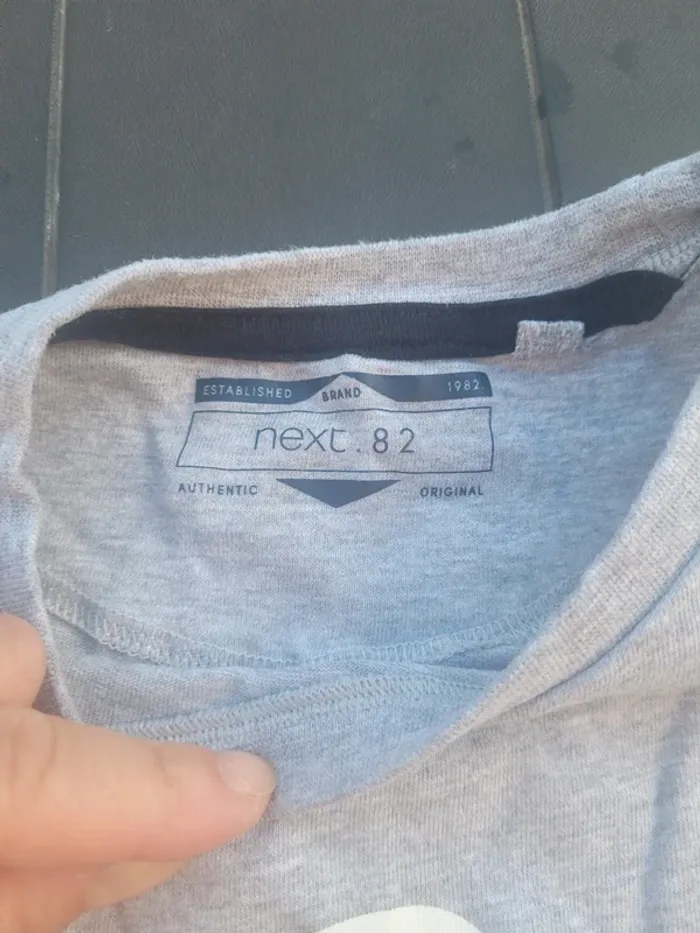 ESTABLISHED BRAND 1982.
next.82
AUTHENTIC ORIGINAL